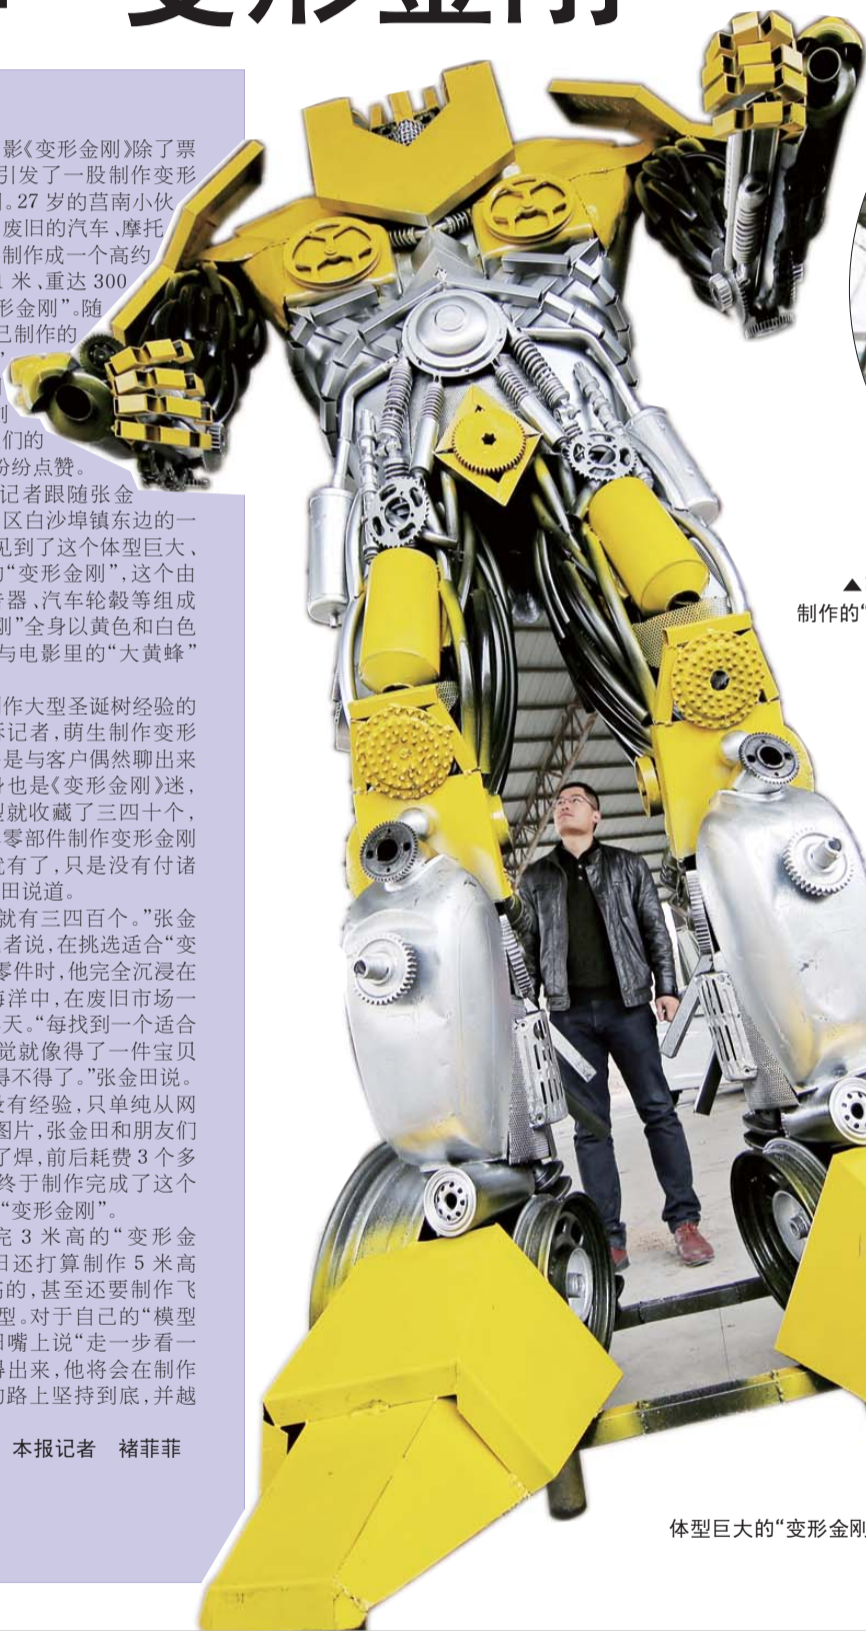 变形金刚
影《变形金刚》除了票
引发了一股制作变形
。27 岁的莒南小伙
废旧的汽车、摩托
制作成一个高约
米、重达 300
形金刚”。随
己制作的
们的
纷纷点赞。
记者跟随张金
区白沙埠镇东边的一
见到了这个体型巨大、
“变形金刚”,这个由
器、汽车轮毂等组成
刚”全身以黄色和白色
与电影里的“大黄蜂”
作大型圣诞树经验的
诉记者,萌生制作变形
是与客户偶然聊出来
身也是《变形金刚》迷,
型就收藏了三四十个,
零部件制作变形金刚
就有了,只是没有付诸
田说道。
就有三四百个。”张金
者说,在挑选适合“变
零件时,他完全沉浸在
海洋中,在废旧市场一
天。“每找到一个适合
觉就像得了一件宝贝
得不得了。”张金田说。
没有经验,只单纯从网
图片,张金田和朋友们
了焊,前后耗费 3 个多
终于制作完成了这个
“变形金刚”。
完 3 米高的“变形金
田还打算制作 5 米高
高的,甚至还要制作飞
型。对于自己的“模型
田嘴上说“走一步看一
得出来,他将会在制作
的路上坚持到底,并越
本报记者　褚菲菲
▲
制作的“
体型巨大的“变形金刚